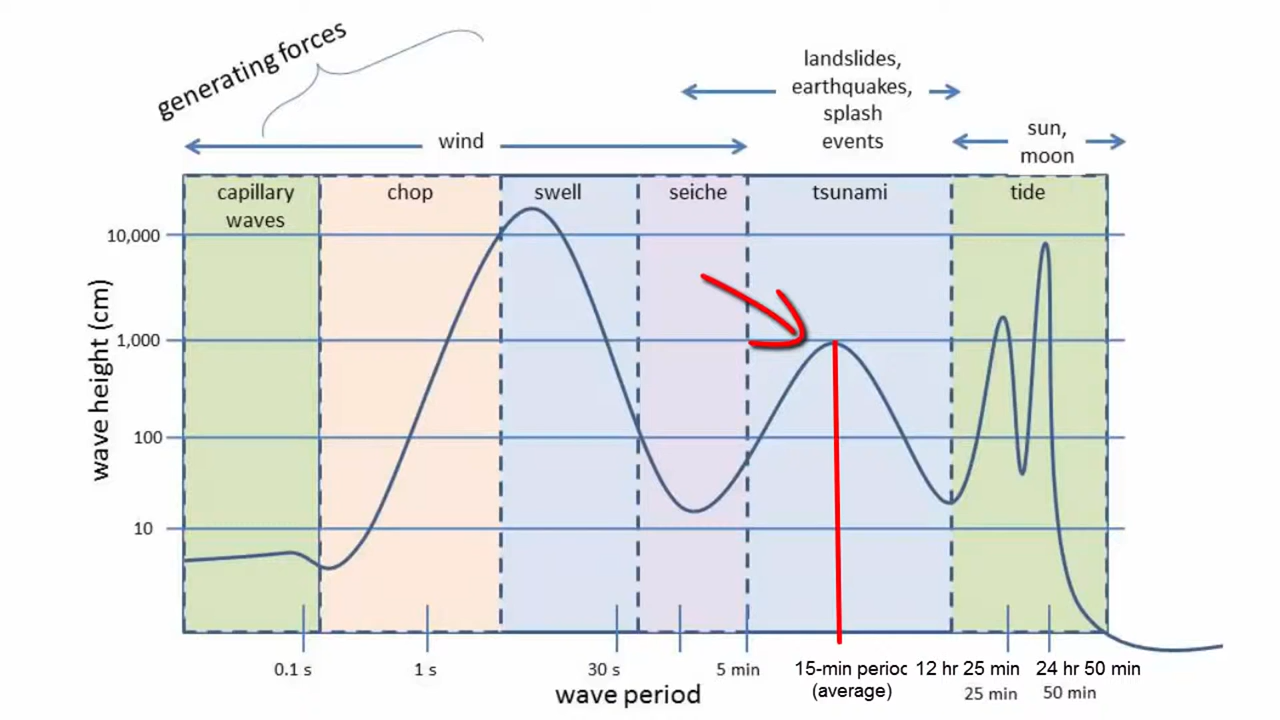 generating forces
landslides,
earthquakes,
splash
events
wind
sun,
moon
capillary
waves
chop
swell
seiche
tsunami
tide
10,000
1,000
100
10
wave height (cm)
0.1 s
1 s
30 s
5 min
15-min perioc
(average)
12 hr 25 min
25 min
24 hr 50 min
50 min
wave period